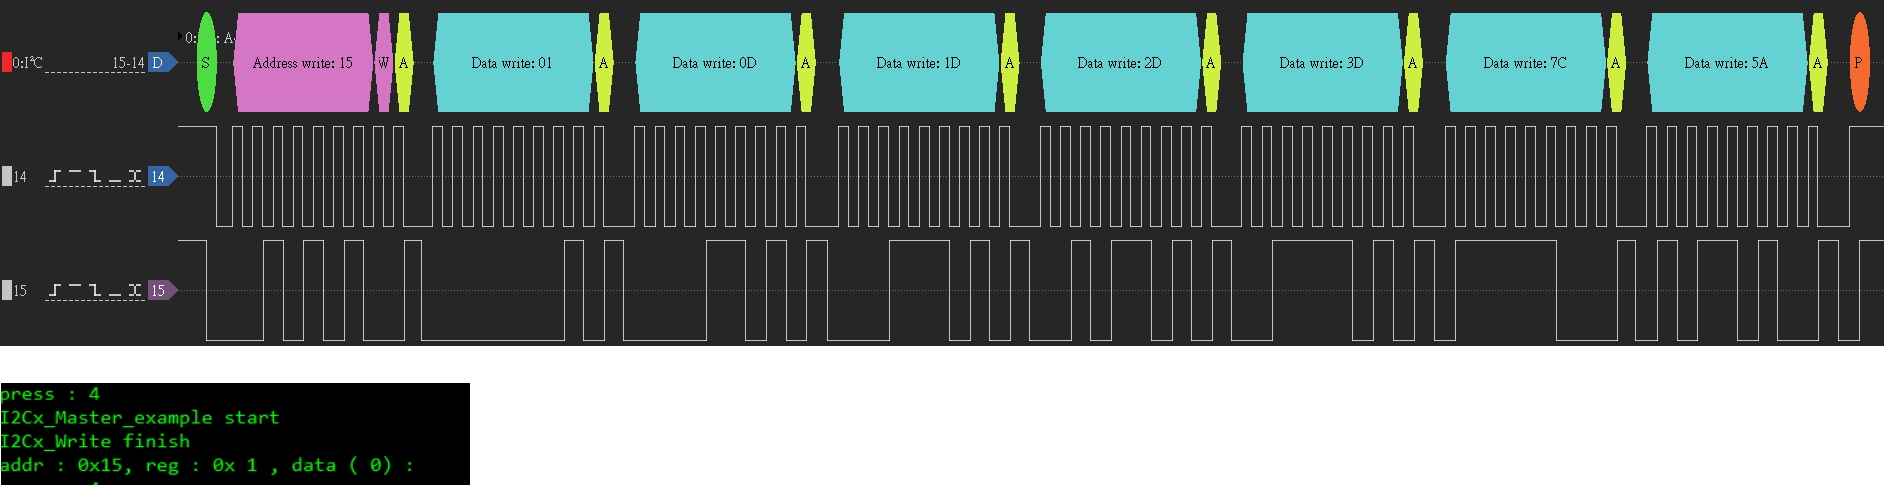 0: : A
0:I²C 15-14 D S Address write: 15 W A Data write: 01 A Data write: 0D A Data write: 1D A Data write: 2D A Data write: 3D A Data write: 7C A Data write: 5A A P
14 14
15 15
press : 4
I2Cx_Master_example start
I2Cx_Write finish
addr : 0x15, reg : 0x 1 , data ( 0) :